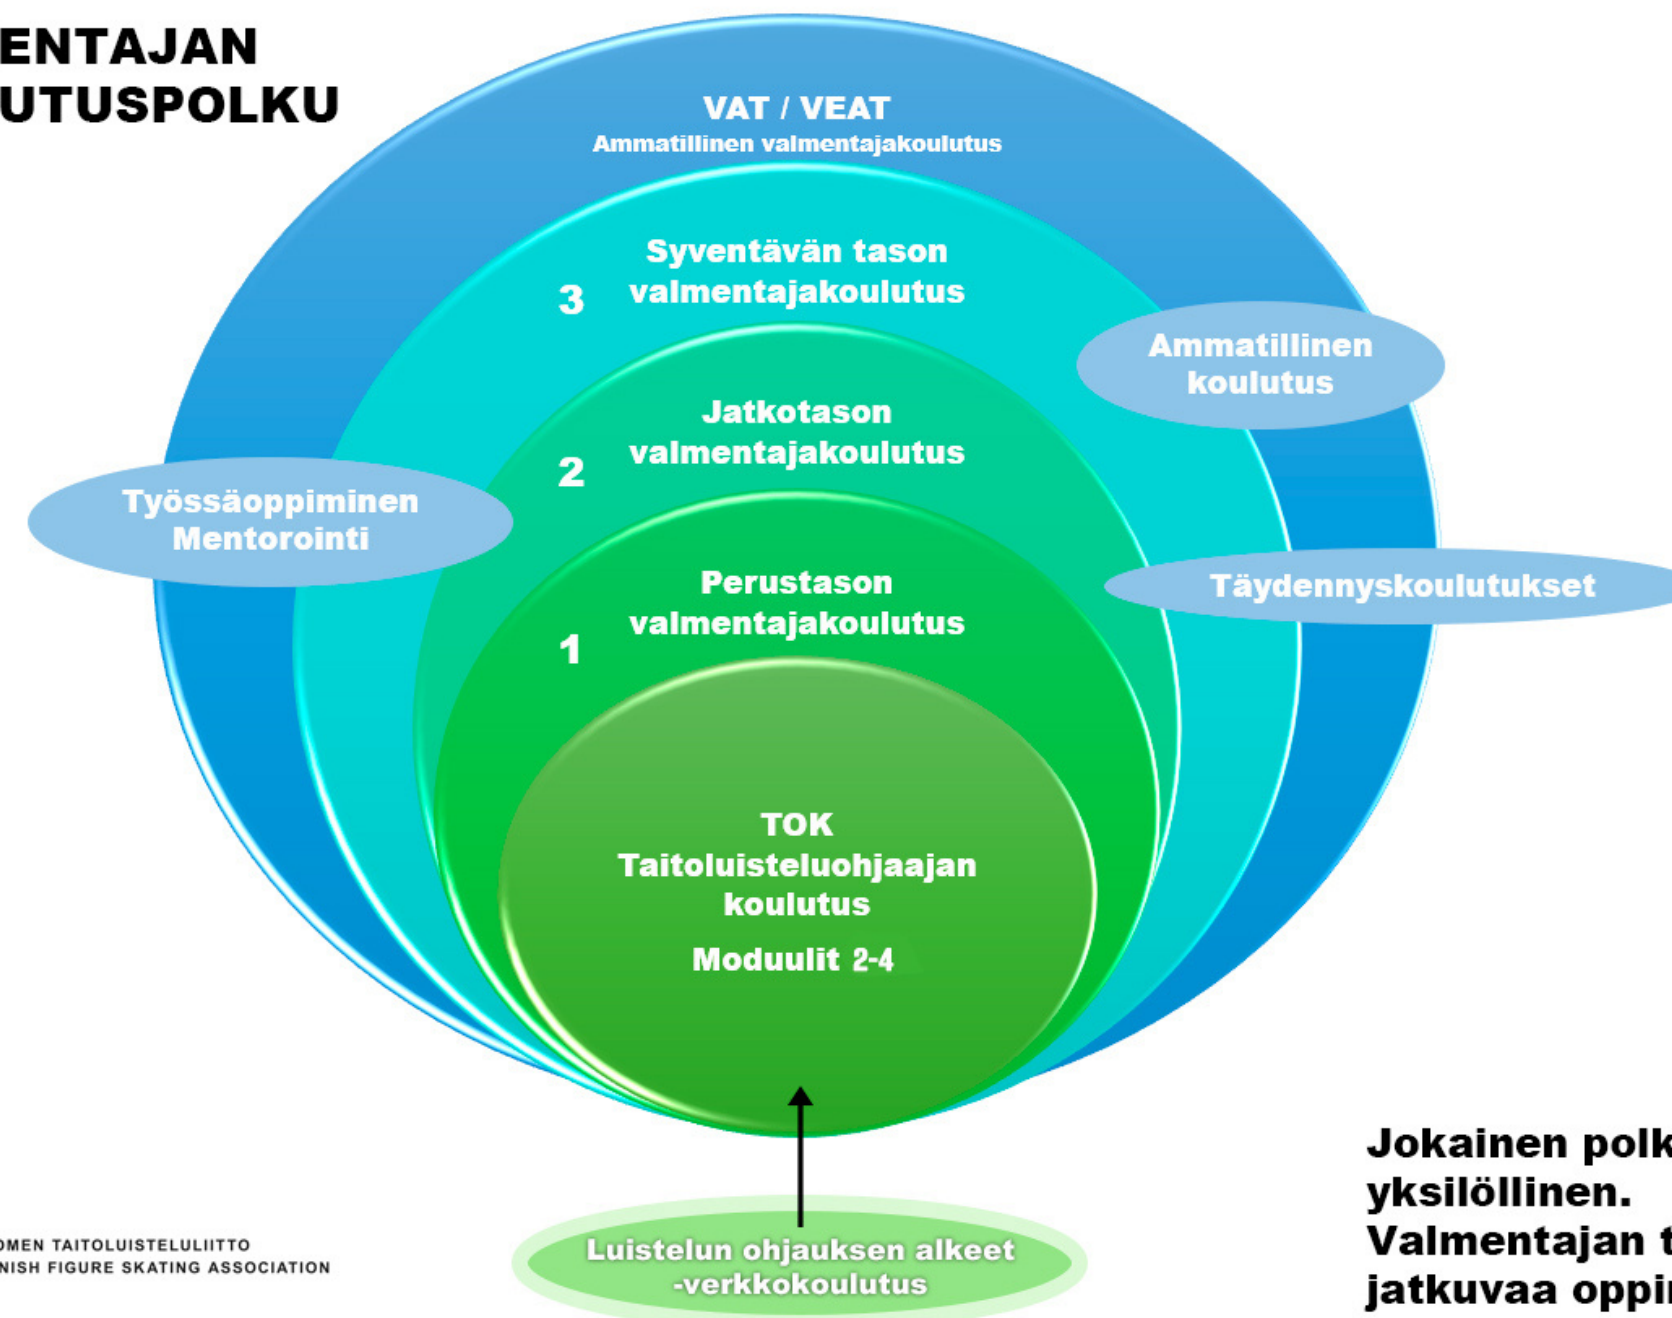 ENTAJAN
UTUSPOLKU
VAT / VEAT
Ammatillinen valmentajakoulutus
Syventävän tason
valmentajakoulutus
3
Ammatillinen
koulutus
Jatkotason
valmentajakoulutus
2
Työssäoppiminen
Mentorointi
Täydennyskoulutukset
Perustason
valmentajakoulutus
1
TOK
Taitoluisteluohjaajan
koulutus
Moduulit 2-4
Jokainen polk
yksilöllinen.
Valmentajan t
jatkuvaa oppi
OMEN TAITOLUISTELULIITTO
NISH FIGURE SKATING ASSOCIATION
Luistelun ohjauksen alkeet
-verkkokoulutus